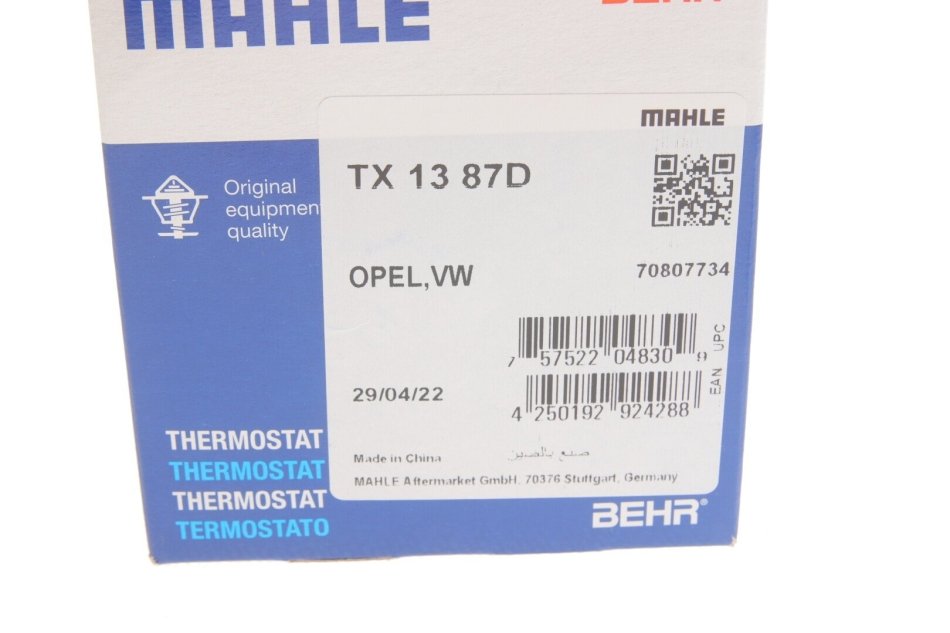 MAHLE
BEHR
MAHLE
TX 13 87D
Original
equipmen
quality
OPEL,VW
70807734
7 57522 04830 9
UPC
EAN
29/04/22
4 250192 924288
THERMOSTAT
THERMOSTAT
THERMOSTAT
TERMOSTATO
Made in China
صنع بالصين
MAHLE Aftermarket GmbH, 70376 Stuttgart, Germany
BEHR®